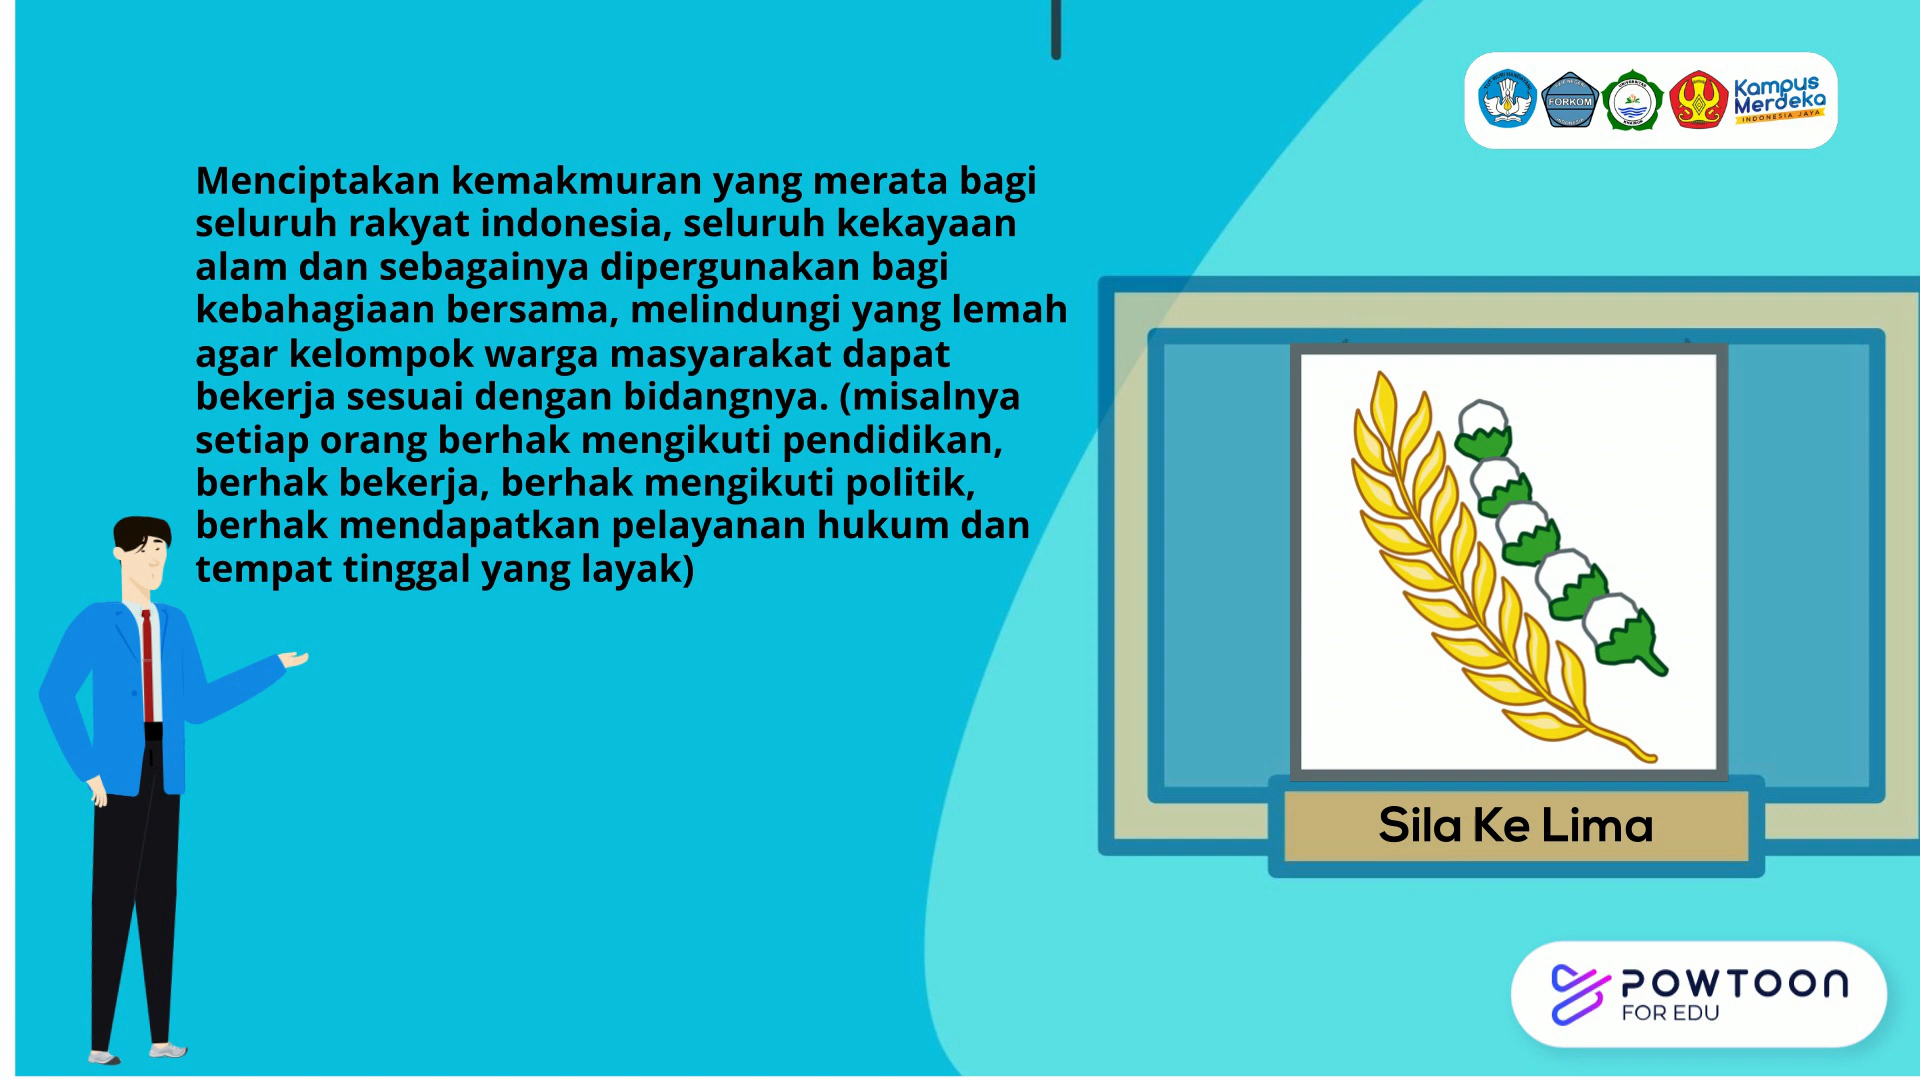 FORKOM
Kampus
Merdeka
INDONESIA JAYA
Menciptakan kemakmuran yang merata bagi
seluruh rakyat indonesia, seluruh kekayaan
alam dan sebagainya dipergunakan bagi
kebahagiaan bersama, melindungi yang lemah
agar kelompok warga masyarakat dapat
bekerja sesuai dengan bidangnya. (misalnya
setiap orang berhak mengikuti pendidikan,
berhak bekerja, berhak mengikuti politik,
berhak mendapatkan pelayanan hukum dan
tempat tinggal yang layak)
Sila Ke Lima
POWTOON
FOR EDU